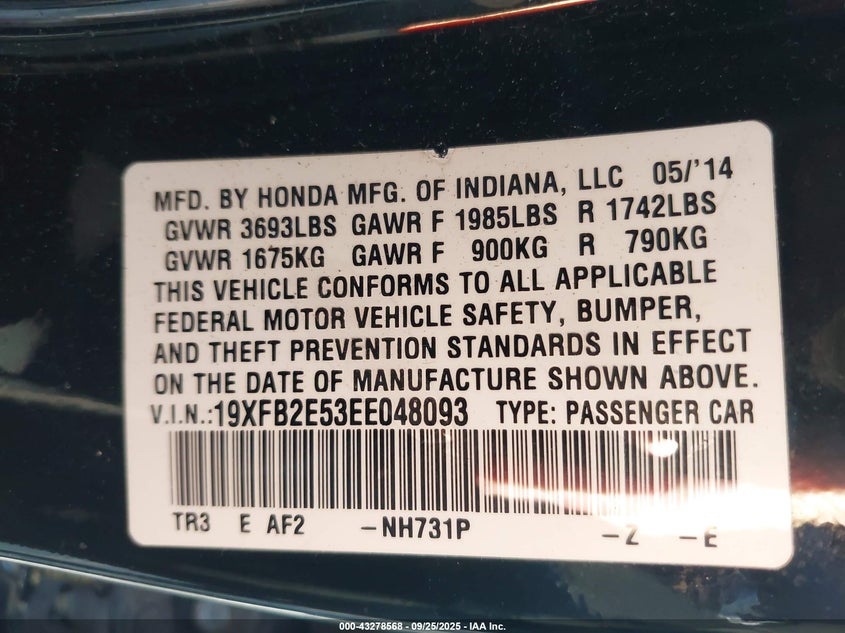 MFD. BY HONDA MFG. OF INDIANA, LLC 05/'14
GVWR 3693LBS GAWR F 1985LBS R 1742LBS
GVWR 1675KG GAWR F 900KG R 790KG
THIS VEHICLE CONFORMS TO ALL APPLICABLE
FEDERAL MOTOR VEHICLE SAFETY, BUMPER,
AND THEFT PREVENTION STANDARDS IN EFFECT
ON THE DATE OF MANUFACTURE SHOWN ABOVE.
V.I.N.:19XFB2E53EE048093 TYPE: PASSENGER CAR
TR3 E AF2 -NH731P -2 -E
000-43278568 - 09/25/2025 - IAA Inc.